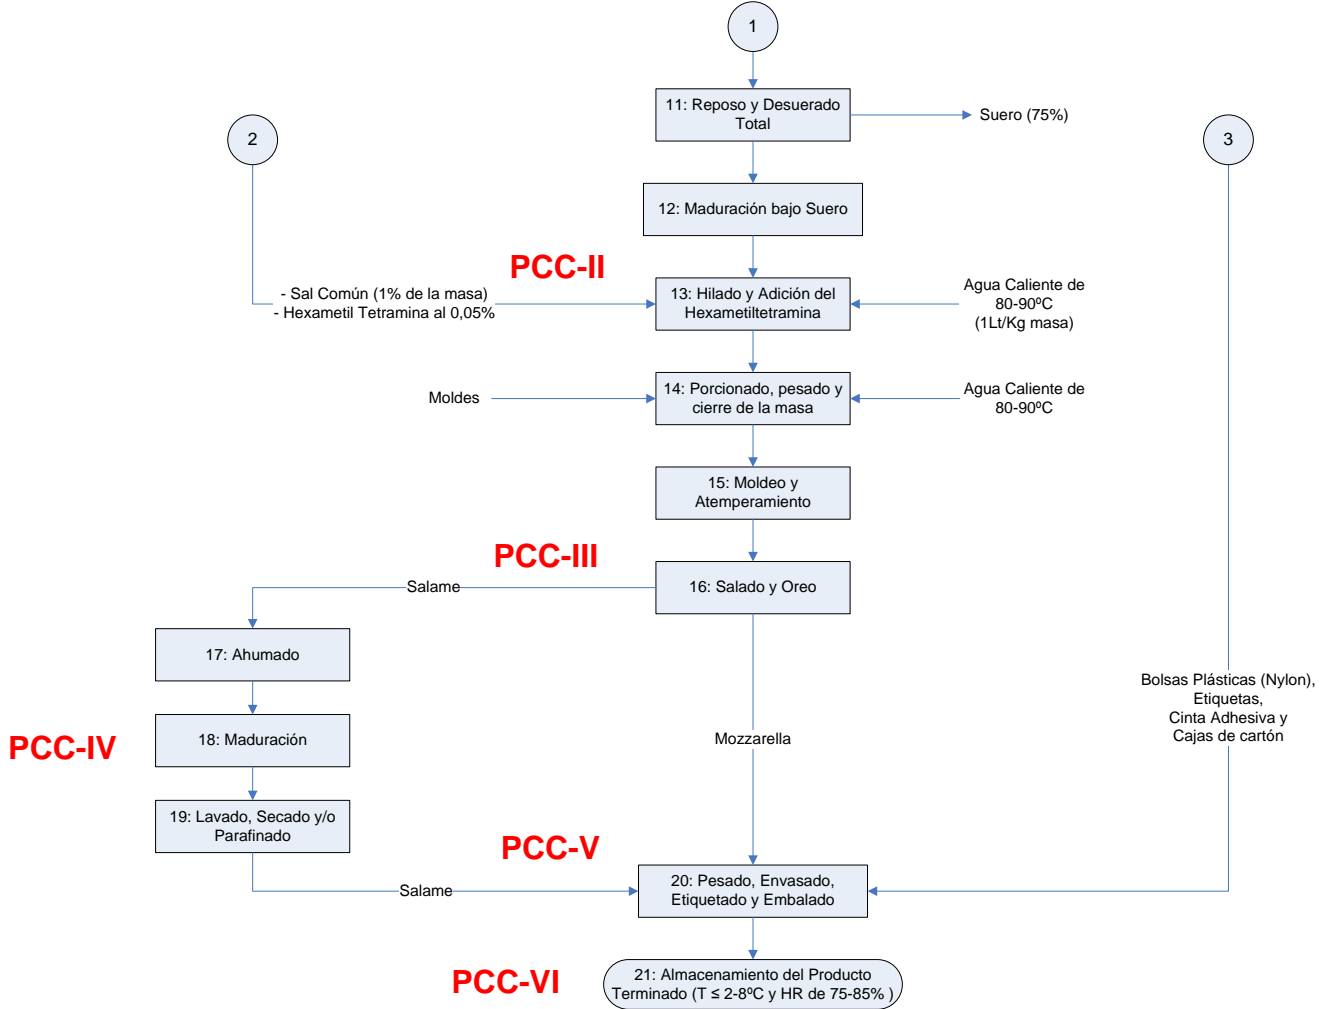 1
11: Reposo y Desuerado
Total
Suero (75%)
2
3
12: Maduración bajo Suero
PCC-II
- Sal Común (1% de la masa)
- Hexametil Tetramina al 0,05%
13: Hilado y Adición del
Hexametiltetramina
Agua Caliente de
80-90ºC
(1Lt/Kg masa)
Moldes
14: Porcionado, pesado y
cierre de la masa
Agua Caliente de
80-90ºC
15: Moldeo y
Atemperamiento
PCC-III
Salame
16: Salado y Oreo
17: Ahumado
Bolsas Plásticas (Nylon),
Etiquetas,
Cinta Adhesiva y
Cajas de cartón
PCC-IV
18: Maduración
Mozzarella
19: Lavado, Secado y/o
Parafinado
PCC-V
Salame
20: Pesado, Envasado,
Etiquetado y Embalado
PCC-VI
21: Almacenamiento del Producto
Terminado (T ≤ 2-8ºC y HR de 75-85% )